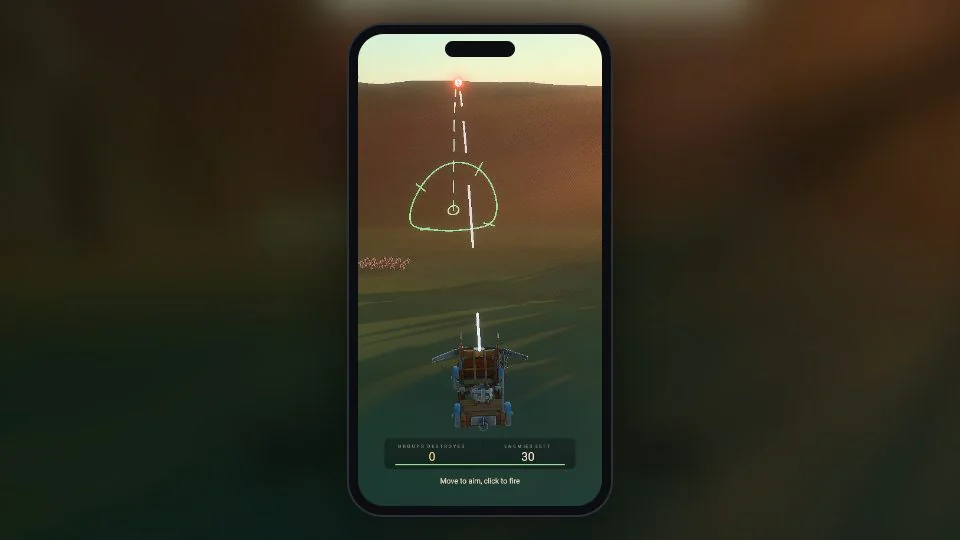 GROUPS DESTROYED
ENEMIES LEFT
0
30
Move to aim, click to fire